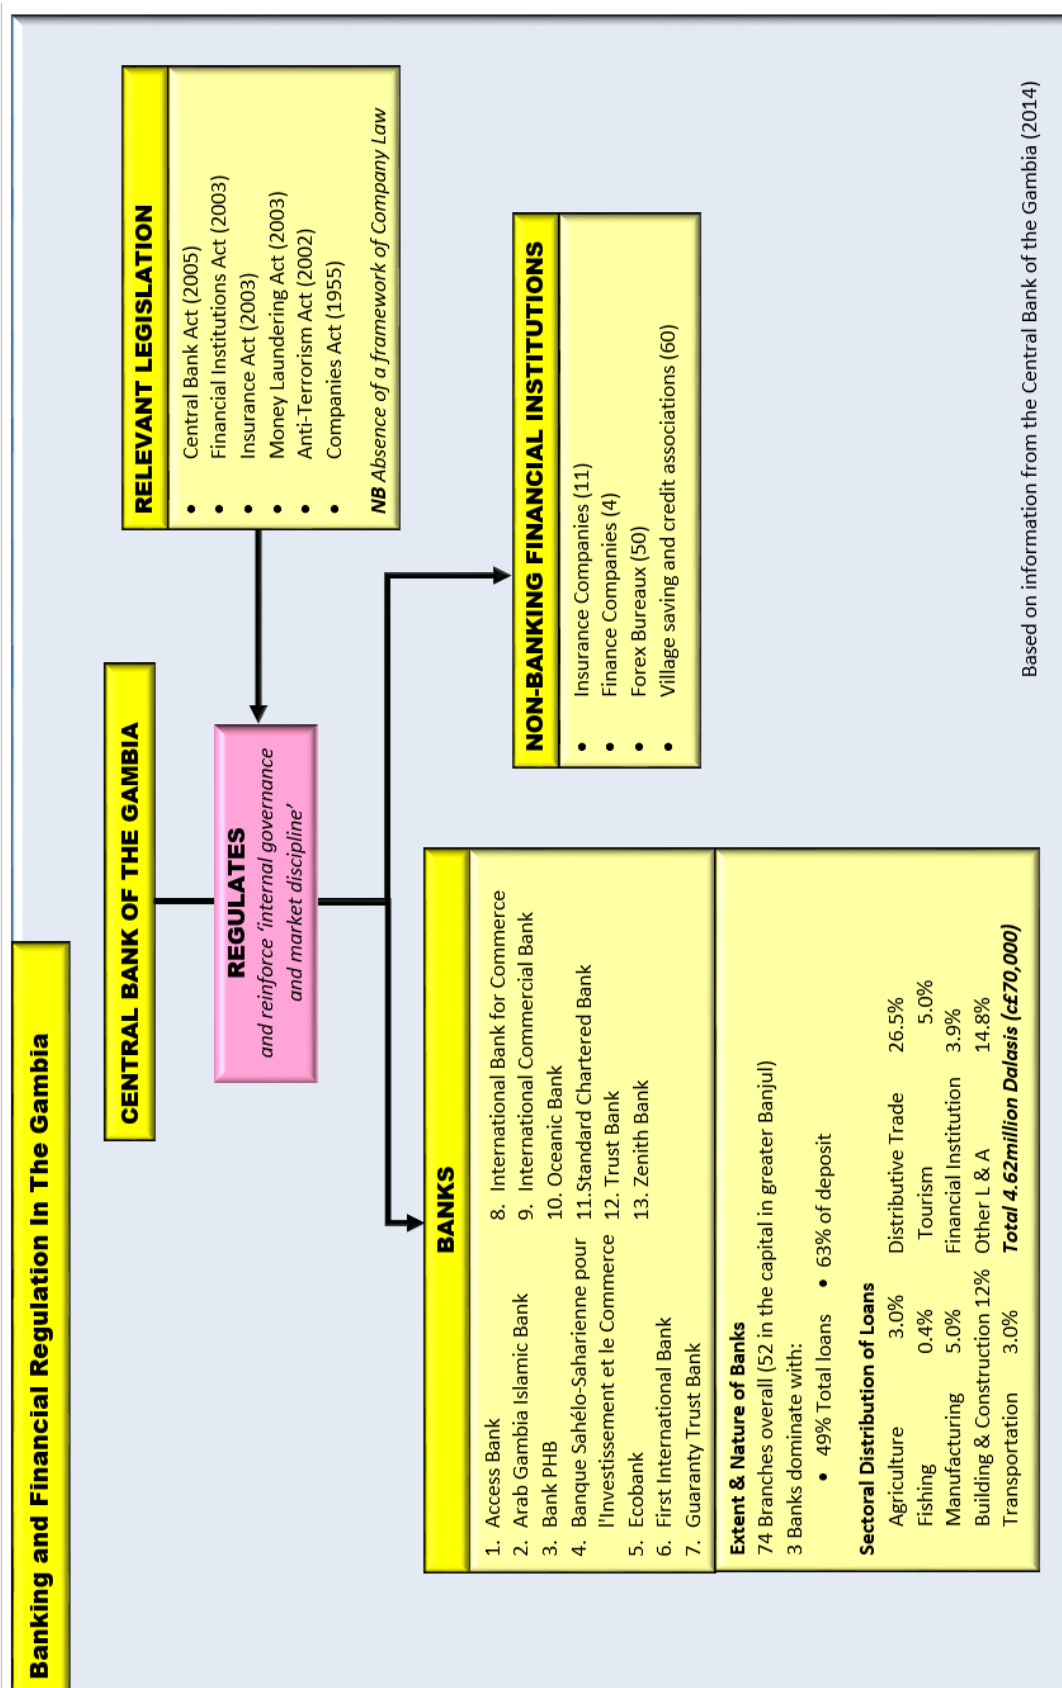 Banking and Financial Regulation In The Gambia
CENTRAL BANK OF THE GAMBIA
REGULATES
and reinforce 'internal governance
and market discipline'
RELEVANT LEGISLATION
• Central Bank Act (2005)
• Financial Institutions Act (2003)
• Insurance Act (2003)
• Money Laundering Act (2003)
• Anti-Terrorism Act (2002)
• Companies Act (1955)
NB Absence of a framework of Company Law
BANKS
1. Access Bank
2. Arab Gambia Islamic Bank
3. Bank PHB
4. Banque Sahélo-Saharienne pour
l'Investissement et le Commerce
5. Ecobank
6. First International Bank
7. Guaranty Trust Bank
8. International Bank for Commerce
9. International Commercial Bank
10. Oceanic Bank
11.Standard Chartered Bank
12. Trust Bank
13. Zenith Bank
Extent & Nature of Banks
74 Branches overall (52 in the capital in greater Banjul)
3 Banks dominate with:
• 49% Total loans • 63% of deposit
Sectoral Distribution of Loans
Agriculture 3.0% Distributive Trade 26.5%
Fishing 0.4% Tourism 5.0%
Manufacturing 5.0% Financial Institution 3.9%
Building & Construction 12% Other L & A 14.8%
Transportation 3.0% Total 4.62million Dalasis (c£70,000)
NON-BANKING FINANCIAL INSTITUTIONS
• Insurance Companies (11)
• Finance Companies (4)
• Forex Bureaux (50)
• Village saving and credit associations (60)
Based on information from the Central Bank of the Gambia (2014)